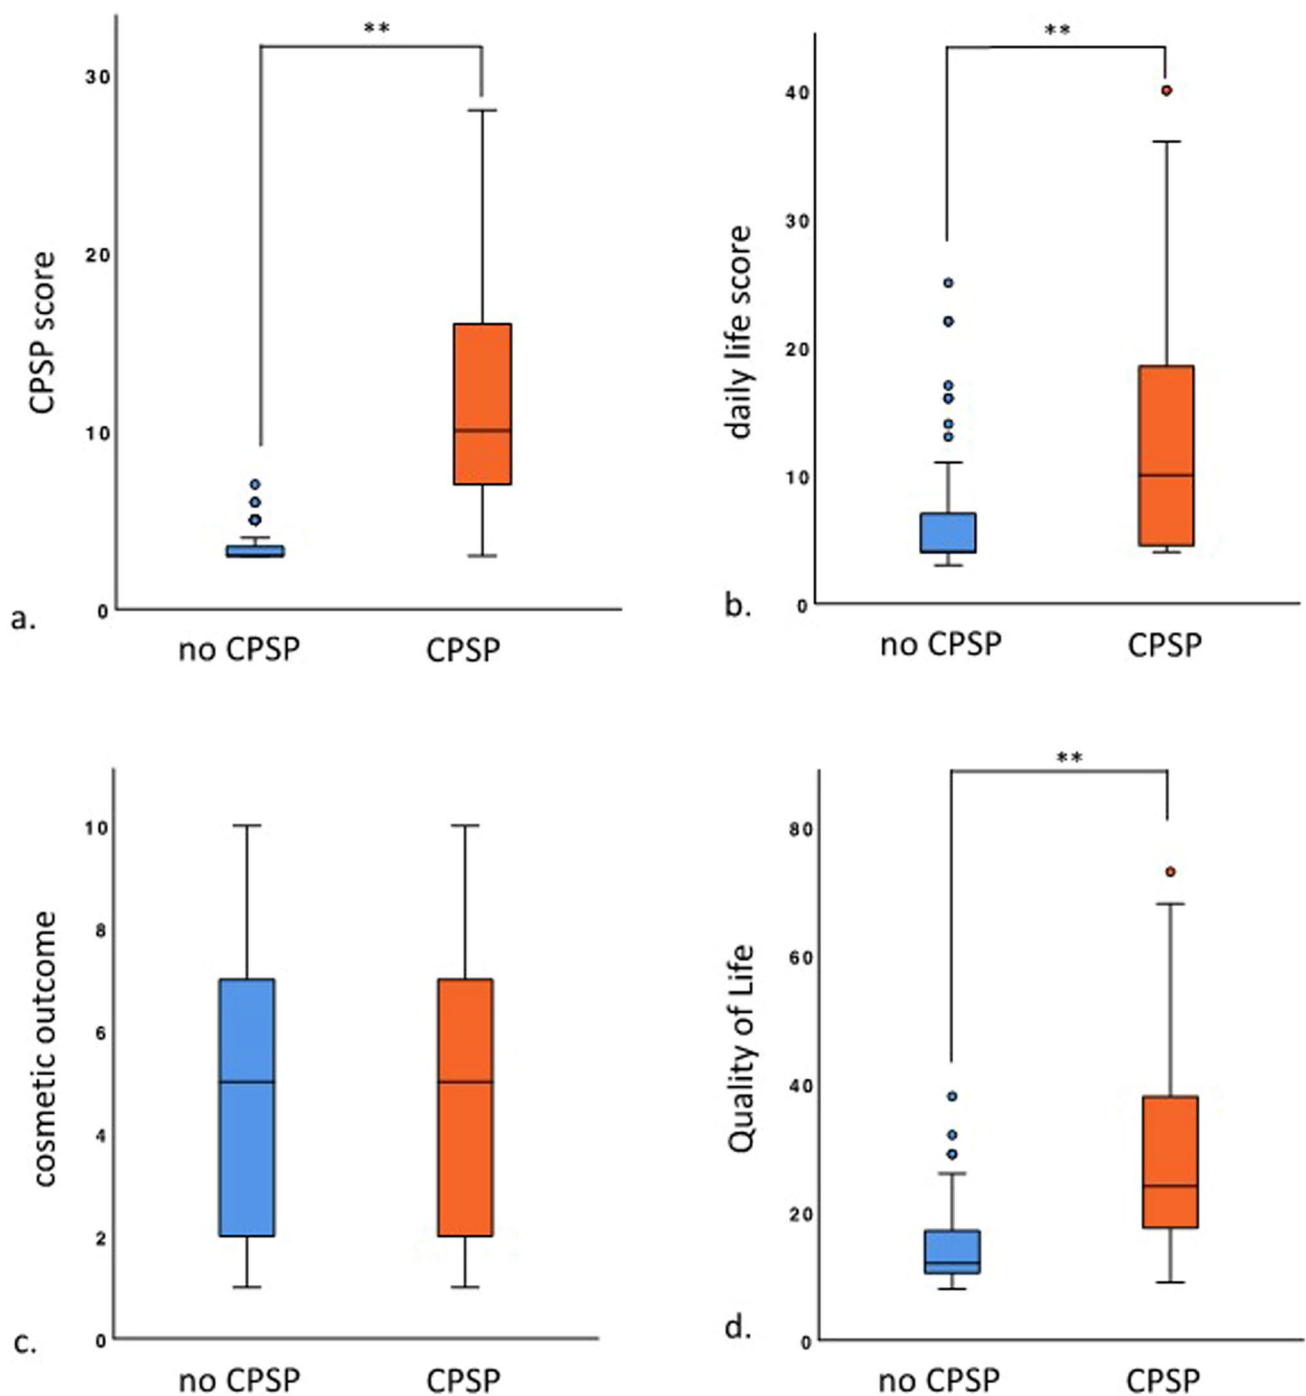 **
30
20
10
0
CPSP score
a.
no CPSP
CPSP
**
40
30
20
10
0
daily life score
b.
no CPSP
CPSP
10
8
6
4
2
0
cosmetic outcome
c.
no CPSP
CPSP
**
80
60
40
20
0
Quality of Life
d.
no CPSP
CPSP